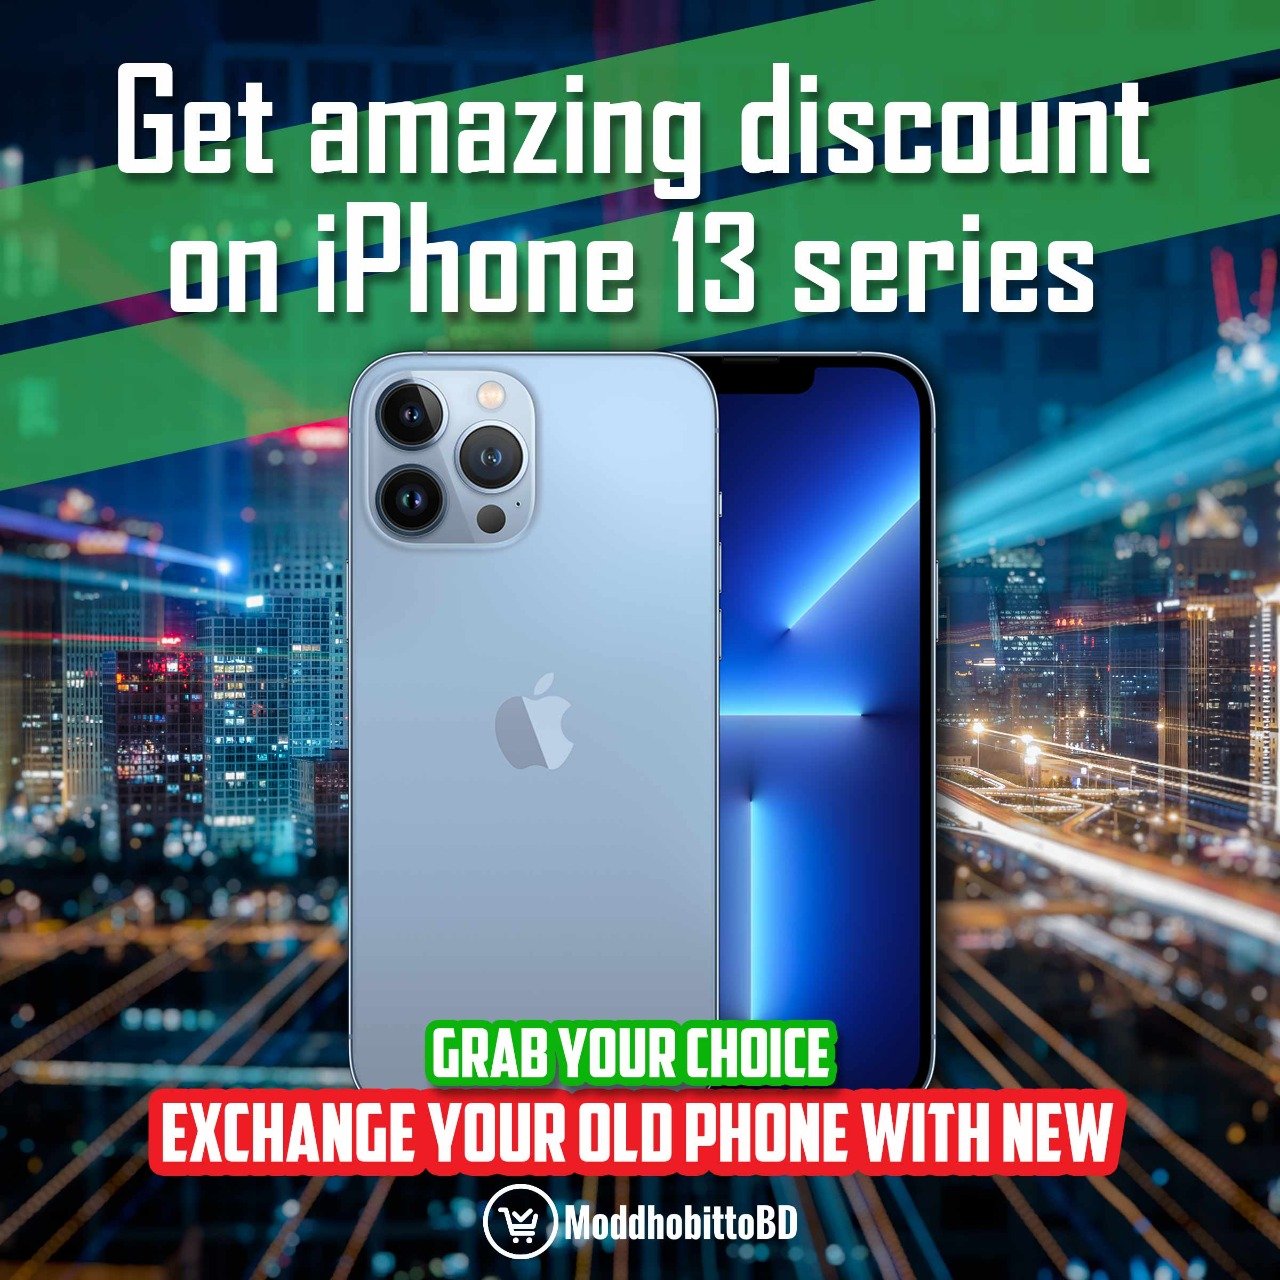 Get amazing discount
on iPhone 13 series
GRAB YOUR CHOICE
EXCHANGE YOUR OLD PHONE WITH NEW
ModdhobittoBD